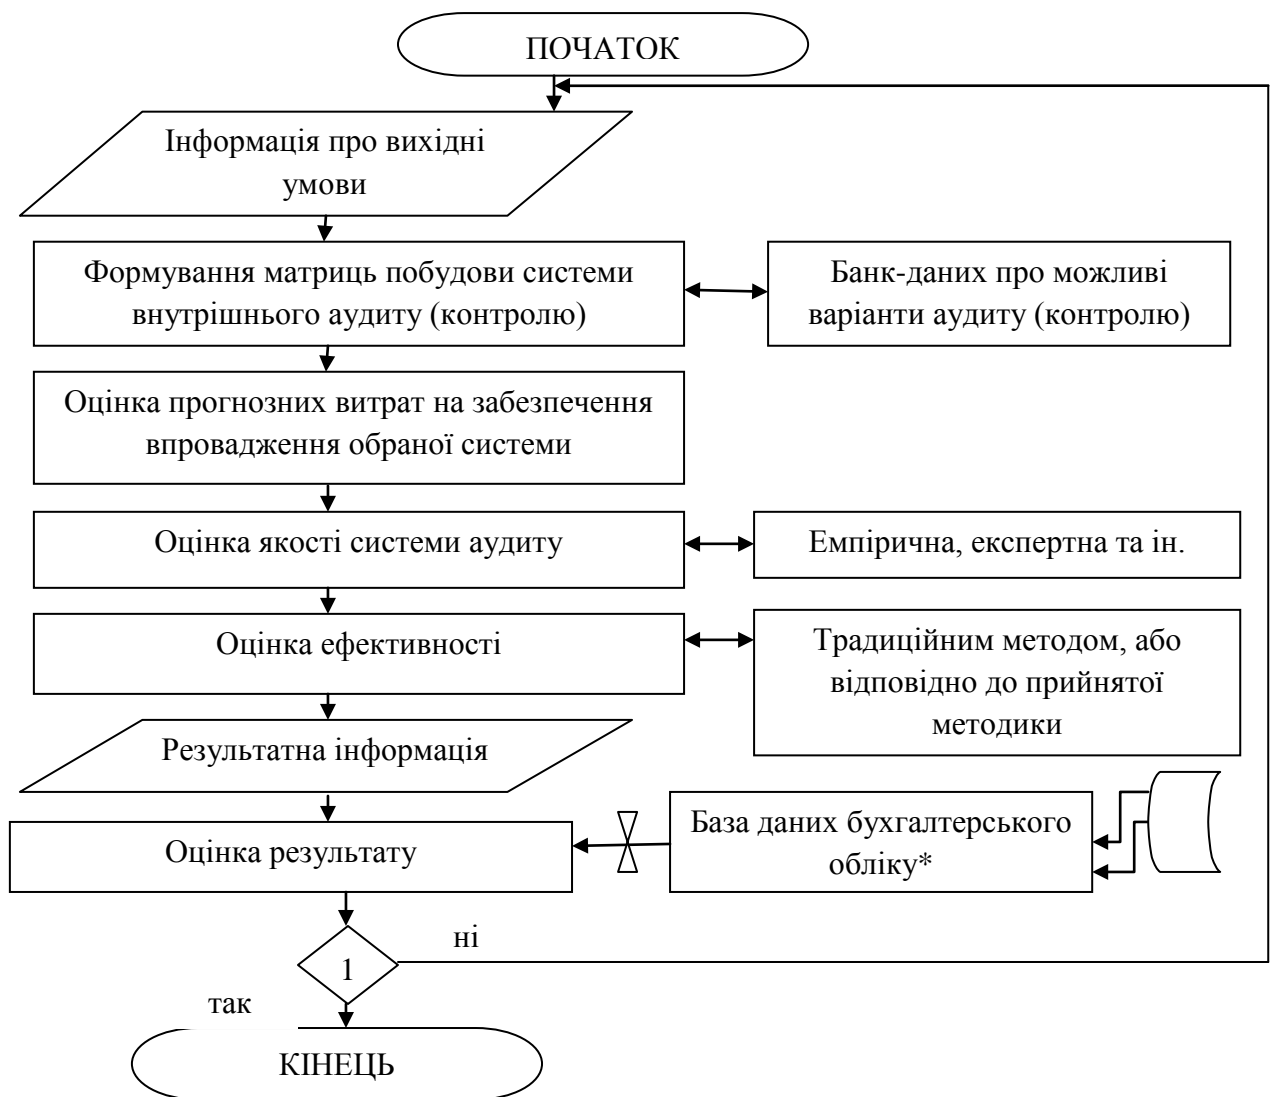 ПОЧАТОК
Інформація про вихідні
умови
Формування матриць побудови системи
внутрішнього аудиту (контролю)
Банк-даних про можливі
варіанти аудиту (контролю)
Оцінка прогнозних витрат на забезпечення
впровадження обраної системи
Оцінка якості системи аудиту
Емпірична, експертна та ін.
Оцінка ефективності
Традиційним методом, або
відповідно до прийнятої
методики
Результатна інформація
База даних бухгалтерського
обліку*
Оцінка результату
ні
1
так
КІНЕЦЬ